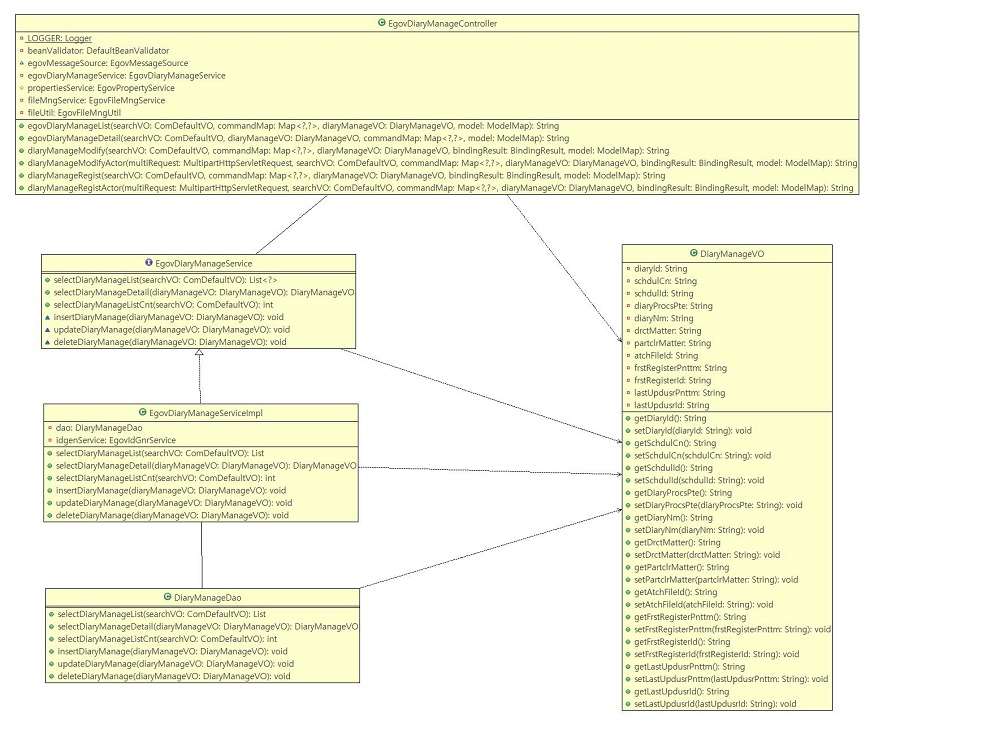 EgovDiaryManageController
LOGGER: Logger
beanValidator: DefaultBeanValidator
egovMessageSource: EgovMessageSource
egovDiaryManageService: EgovDiaryManageService
propertiesService: EgovPropertyService
fileMngService: EgovFileMngService
fileUtil: EgovFileMngUtil
egovDiaryManageList(searchVO: ComDefaultVO, commandMap: Map<?,?>, diaryManageVO: DiaryManageVO, model: ModelMap): String
egovDiaryManageDetail(searchVO: ComDefaultVO, diaryManageVO: DiaryManageVO, commandMap: Map<?,?>, model: ModelMap): String
diaryManageModify(searchVO: ComDefaultVO, commandMap: Map<?,?>, diaryManageVO: DiaryManageVO, bindingResult: BindingResult, model: ModelMap): String
diaryManageModifyActor(multiRequest: MultipartHttpServletRequest, searchVO: ComDefaultVO, commandMap: Map<?,?>, diaryManageVO: DiaryManageVO, bindingResult: BindingResult, model: ModelMap): String
diaryManageRegist(searchVO: ComDefaultVO, commandMap: Map<?,?>, diaryManageVO: DiaryManageVO, bindingResult: BindingResult, model: ModelMap): String
diaryManageRegistActor(multiRequest: MultipartHttpServletRequest, searchVO: ComDefaultVO, commandMap: Map<?,?>, diaryManageVO: DiaryManageVO, bindingResult: BindingResult, model: ModelMap): String
EgovDiaryManageService
selectDiaryManageList(searchVO: ComDefaultVO): List<?>
selectDiaryManageDetail(diaryManageVO: DiaryManageVO): DiaryManageVO
selectDiaryManageListCnt(searchVO: ComDefaultVO): int
insertDiaryManage(diaryManageVO: DiaryManageVO): void
updateDiaryManage(diaryManageVO: DiaryManageVO): void
deleteDiaryManage(diaryManageVO: DiaryManageVO): void
EgovDiaryManageServiceImpl
dao: DiaryManageDao
idgenService: EgovIdGnrService
selectDiaryManageList(searchVO: ComDefaultVO): List
selectDiaryManageDetail(diaryManageVO: DiaryManageVO): DiaryManageVO
selectDiaryManageListCnt(searchVO: ComDefaultVO): int
insertDiaryManage(diaryManageVO: DiaryManageVO): void
updateDiaryManage(diaryManageVO: DiaryManageVO): void
deleteDiaryManage(diaryManageVO: DiaryManageVO): void
DiaryManageDao
selectDiaryManageList(searchVO: ComDefaultVO): List
selectDiaryManageDetail(diaryManageVO: DiaryManageVO): DiaryManageVO
selectDiaryManageListCnt(searchVO: ComDefaultVO): int
insertDiaryManage(diaryManageVO: DiaryManageVO): void
updateDiaryManage(diaryManageVO: DiaryManageVO): void
deleteDiaryManage(diaryManageVO: DiaryManageVO): void
DiaryManageVO
diaryId: String
schdulCn: String
schdulId: String
diaryProcsPte: String
diaryNm: String
drctMatter: String
partclrMatter: String
atchFileId: String
frstRegisterPnttm: String
frstRegisterId: String
lastUpdusrPnttm: String
lastUpdusrId: String
getDiaryId(): String
setDiaryId(diaryId: String): void
getSchdulCn(): String
setSchdulCn(schdulCn: String): void
getSchdulId(): String
setSchdulId(schdulId: String): void
getDiaryProcsPte(): String
setDiaryProcsPte(diaryProcsPte: String): void
getDiaryNm(): String
setDiaryNm(diaryNm: String): void
getDrctMatter(): String
setDrctMatter(drctMatter: String): void
getPartclrMatter(): String
setPartclrMatter(partclrMatter: String): void
getAtchFileId(): String
setAtchFileId(atchFileId: String): void
getFrstRegisterPnttm(): String
setFrstRegisterPnttm(frstRegisterPnttm: String): void
getFrstRegisterId(): String
setFrstRegisterId(frstRegisterId: String): void
getLastUpdusrPnttm(): String
setLastUpdusrPnttm(lastUpdusrPnttm: String): void
getLastUpdusrId(): String
setLastUpdusrId(lastUpdusrId: String): void